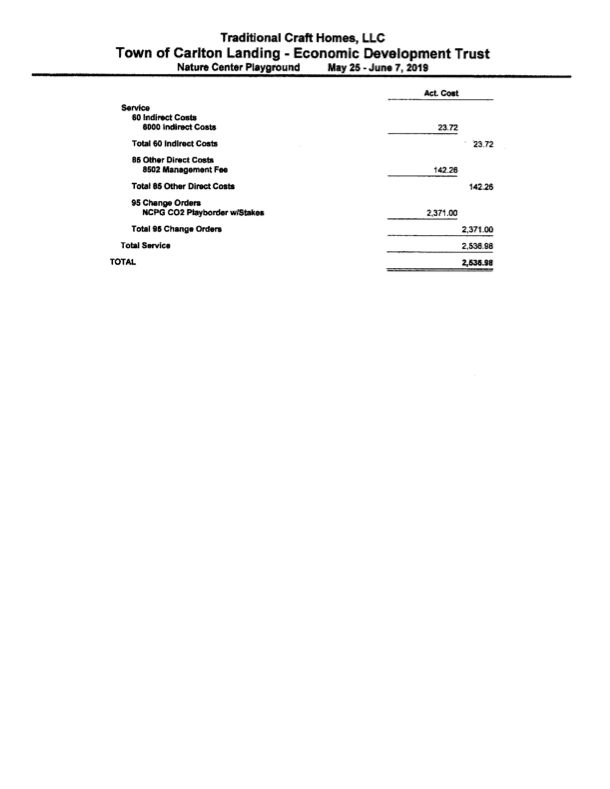 Traditional Craft Homes, LLC
Town of Carlton Landing - Economic Development Trust
Nature Center Playground May 25 - June 7, 2019
Act. Cost
Service
60 Indirect Costs
6000 Indirect Costs 23.72
Total 60 Indirect Costs 23.72
85 Other Direct Costs
8502 Management Fee 142.26
Total 85 Other Direct Costs 142.26
95 Change Orders
NCPG CO2 Playborder w/Stakes 2,371.00
Total 95 Change Orders 2,371.00
Total Service 2,536.98
TOTAL 2,536.98